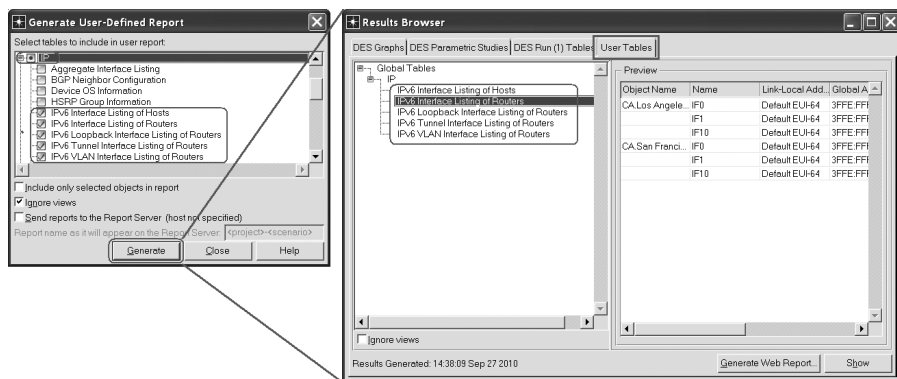 Generate User-Defined Report
Select tables to include in user report:
IP
Aggregate Interface Listing
BGP Neighbor Configuration
Device OS Information
HSRP Group Information
IPv6 Interface Listing of Hosts
IPv6 Interface Listing of Routers
IPv6 Loopback Interface Listing of Routers
IPv6 Tunnel Interface Listing of Routers
IPv6 VLAN Interface Listing of Routers
Include only selected objects in report
Ignore views
Send reports to the Report Server (host not specified)
Report name as it will appear on the Report Server: <project>-<scenario>
Generate Close Help
Results Browser
DES Graphs DES Parametric Studies DES Run (1) Tables User Tables
Global Tables
IP
IPv6 Interface Listing of Hosts
IPv6 Interface Listing of Routers
IPv6 Loopback Interface Listing of Routers
IPv6 Tunnel Interface Listing of Routers
IPv6 VLAN Interface Listing of Routers
Ignore views
Preview
Object Name Name Link-Local Add... Global A
CA.Los Angele... IF0 Default EUI-64 3FFE:FFF
IF1 Default EUI-64 3FFE:FFF
IF10 Default EUI-64 3FFE:FFF
CA.San Franci... IF0 Default EUI-64 3FFE:FFF
IF1 Default EUI-64 3FFE:FFF
IF10 Default EUI-64 3FFE:FFF
Results Generated: 14:38:09 Sep 27 2010
Generate Web Report... Show